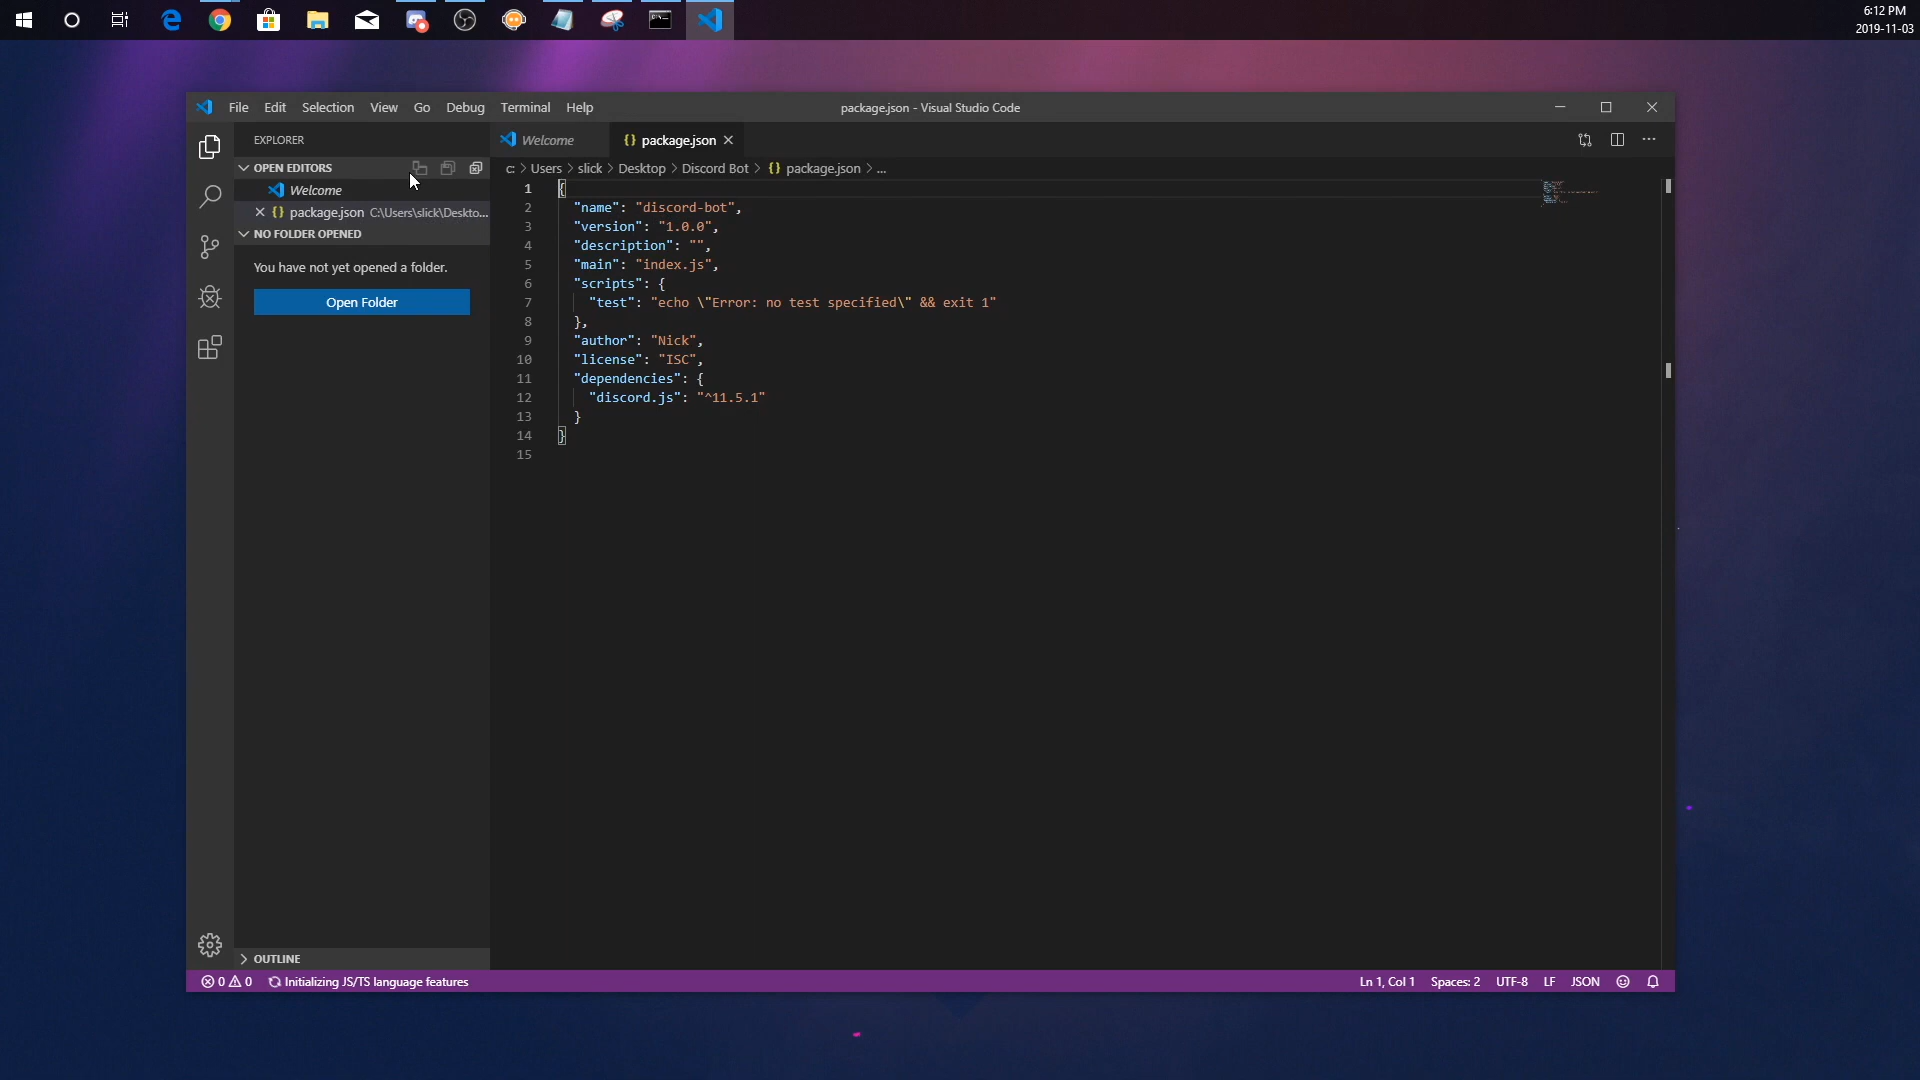 6:12 PM
2019-11-03
File Edit Selection View Go Debug Terminal Help
package.json - Visual Studio Code
EXPLORER
Welcome
package.json
OPEN EDITORS
Welcome
package.json C:\Users\slick\Deskto...
NO FOLDER OPENED
You have not yet opened a folder.
Open Folder
c: > Users > slick > Desktop > Discord Bot > {} package.json > ...
1 {
2 "name": "discord-bot",
3 "version": "1.0.0",
4 "description": "",
5 "main": "index.js",
6 "scripts": {
7 "test": "echo \"Error: no test specified\" && exit 1"
8 },
9 "author": "Nick",
10 "license": "ISC",
11 "dependencies": {
12 "discord.js": "^11.5.1"
13 }
14 }
15
OUTLINE
0 0 Initializing JS/TS language features
Ln 1, Col 1 Spaces: 2 UTF-8 LF JSON